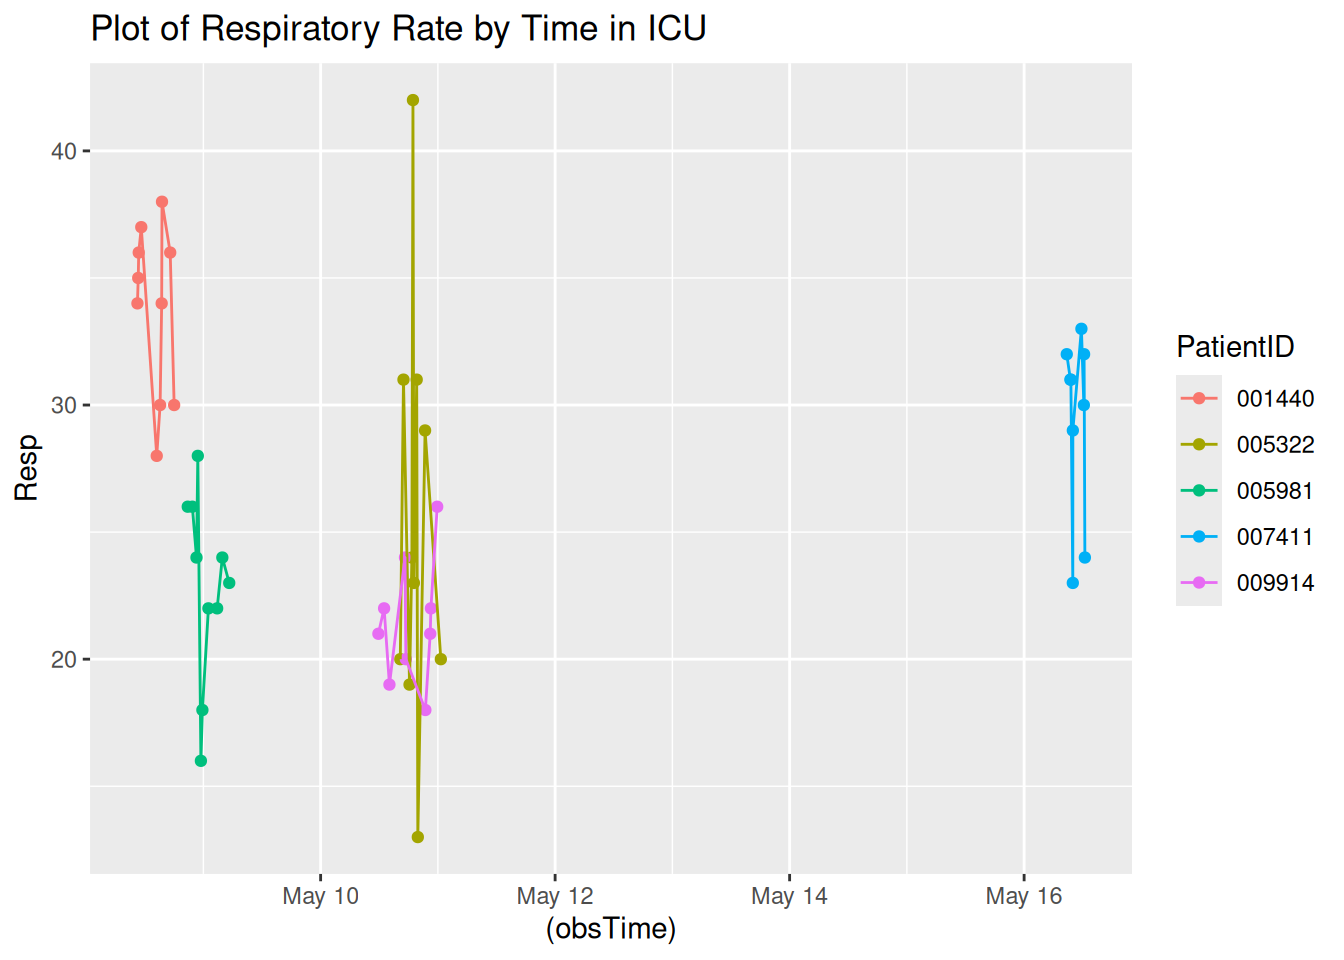 Plot of Respiratory Rate by Time in ICU
40
30
20
Resp
May 10
May 12
May 14
May 16
(obsTime)
PatientID
001440
005322
005981
007411
009914